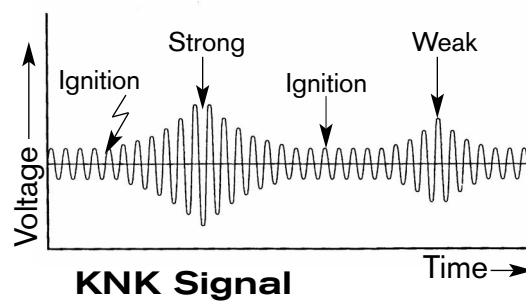 Strong
Weak
Ignition
Ignition
Voltage
Time
KNK Signal